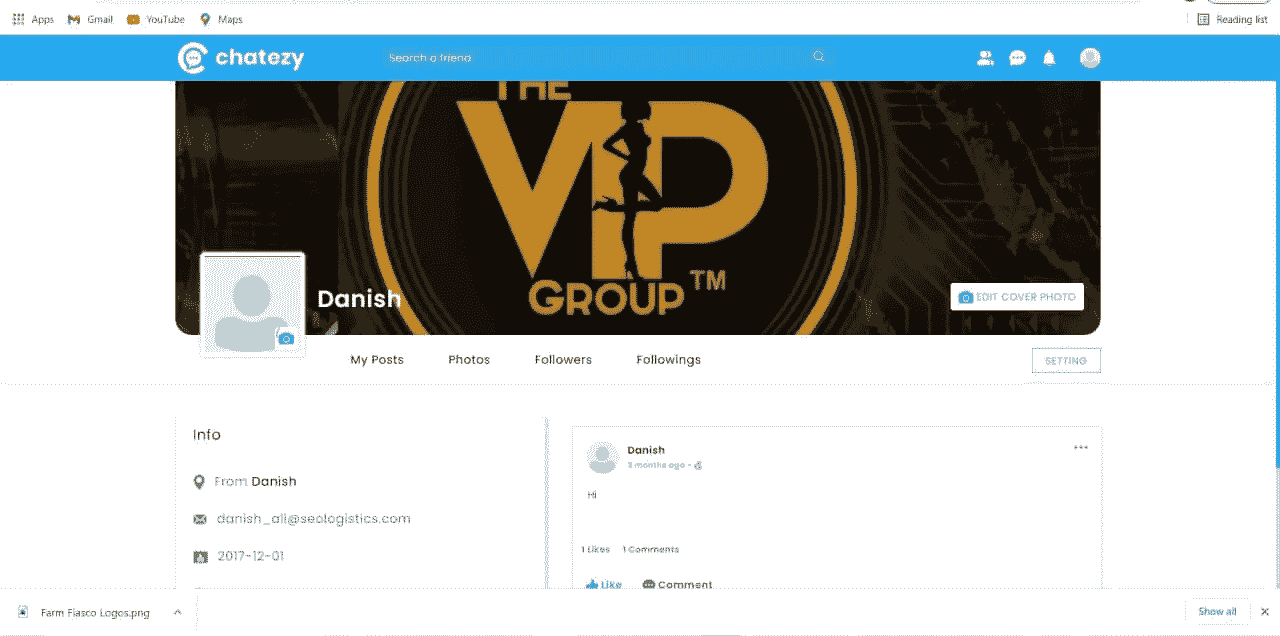 Apps Gmail YouTube Maps Reading list
chatezy Search a friend.
THE
VIP
GROUP TM
Danish
EDIT COVER PHOTO
My Posts Photos Followers Followings SETTING
Info
Danish
3 months ago -
From Danish
Hi
danish_ali@seologistics.com
1 Likes 1 Comments
2017-12-01
Like Comment
Farm Fiasco Logos.png Show all